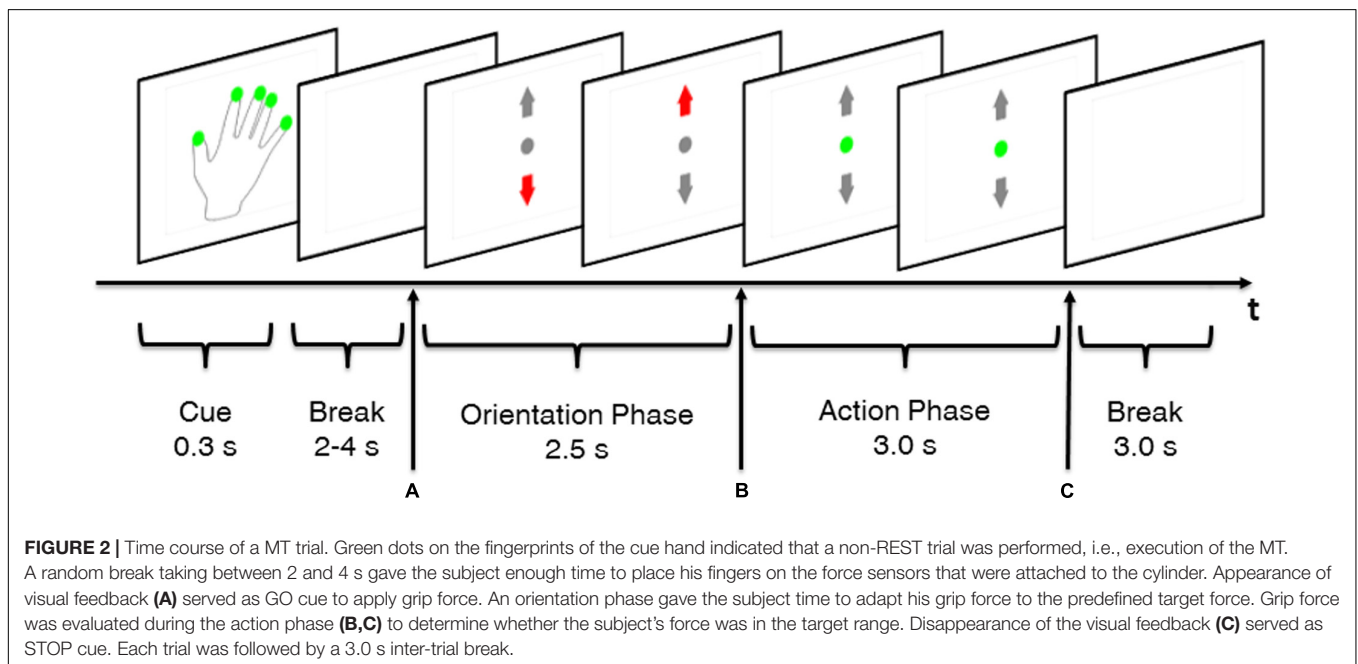 t
Cue
0.3 s
Break
2-4 s
Orientation Phase
2.5 s
Action Phase
3.0 s
Break
3.0 s
A
B
C
FIGURE 2 | Time course of a MT trial. Green dots on the fingerprints of the cue hand indicated that a non-REST trial was performed, i.e., execution of the MT.
A random break taking between 2 and 4 s gave the subject enough time to place his fingers on the force sensors that were attached to the cylinder. Appearance of
visual feedback (A) served as GO cue to apply grip force. An orientation phase gave the subject time to adapt his grip force to the predefined target force. Grip force
was evaluated during the action phase (B,C) to determine whether the subject's force was in the target range. Disappearance of the visual feedback (C) served as
STOP cue. Each trial was followed by a 3.0 s inter-trial break.